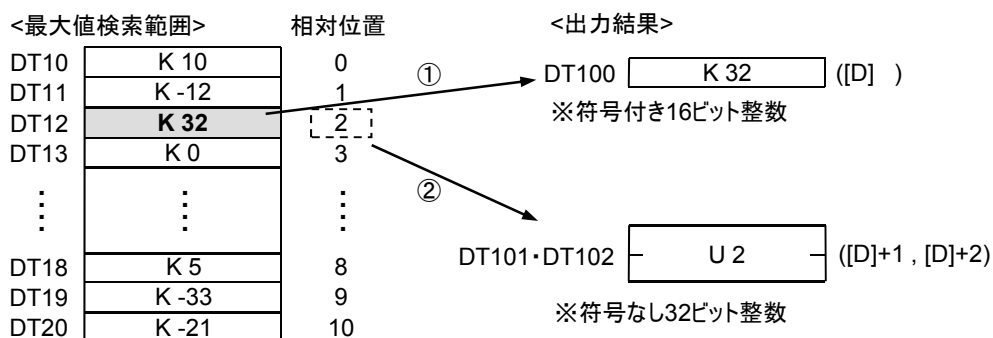 <最大値検索範囲> 相対位置 <出力結果>
DT10 K 10 0
① DT100 K 32 ([D] )
DT11 K -12 1
※符号付き16ビット整数
DT12 K 32 2
DT13 K 0 3
②
⋮ ⋮ ⋮
DT101・DT102 U 2 ([D]+1 , [D]+2)
DT18 K 5 8
DT19 K -33 9
※符号なし32ビット整数
DT20 K -21 10